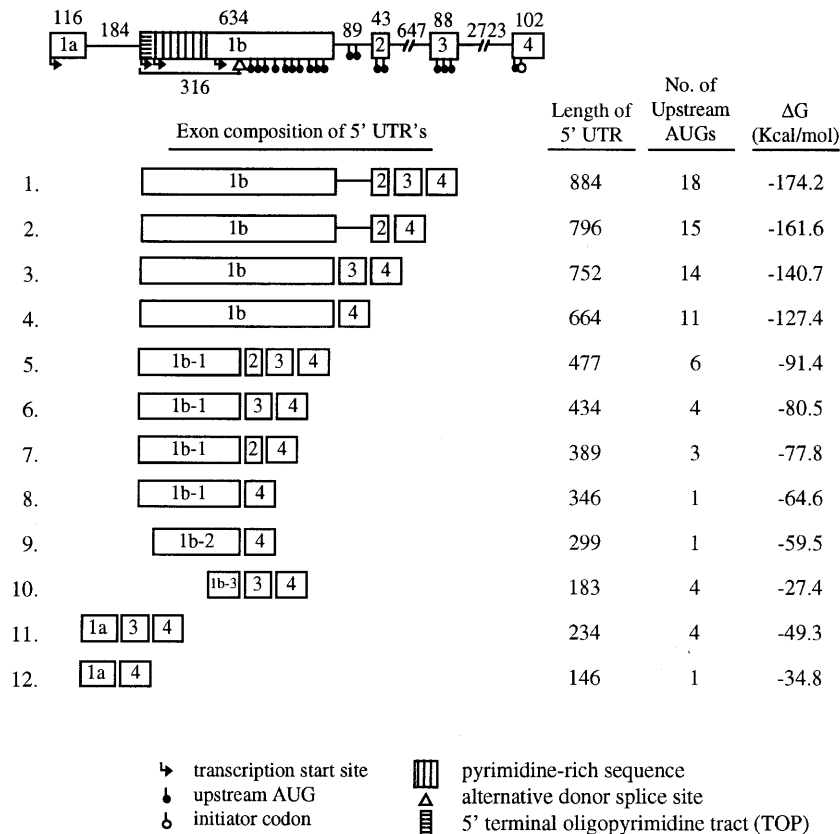 116 634 43 88 102
184 89 647 2723
1a 1b 2 3 4
316
Exon composition of 5' UTR's
Length of 5' UTR
No. of Upstream AUGs
ΔG (Kcal/mol)
1. 1b 2 3 4 884 18 -174.2
2. 1b 2 4 796 15 -161.6
3. 1b 3 4 752 14 -140.7
4. 1b 4 664 11 -127.4
5. 1b-1 2 3 4 477 6 -91.4
6. 1b-1 3 4 434 4 -80.5
7. 1b-1 2 4 389 3 -77.8
8. 1b-1 4 346 1 -64.6
9. 1b-2 4 299 1 -59.5
10. 1b-3 3 4 183 4 -27.4
11. 1a 3 4 234 4 -49.3
12. 1a 4 146 1 -34.8
transcription start site
upstream AUG
initiator codon
pyrimidine-rich sequence
alternative donor splice site
5' terminal oligopyrimidine tract (TOP)